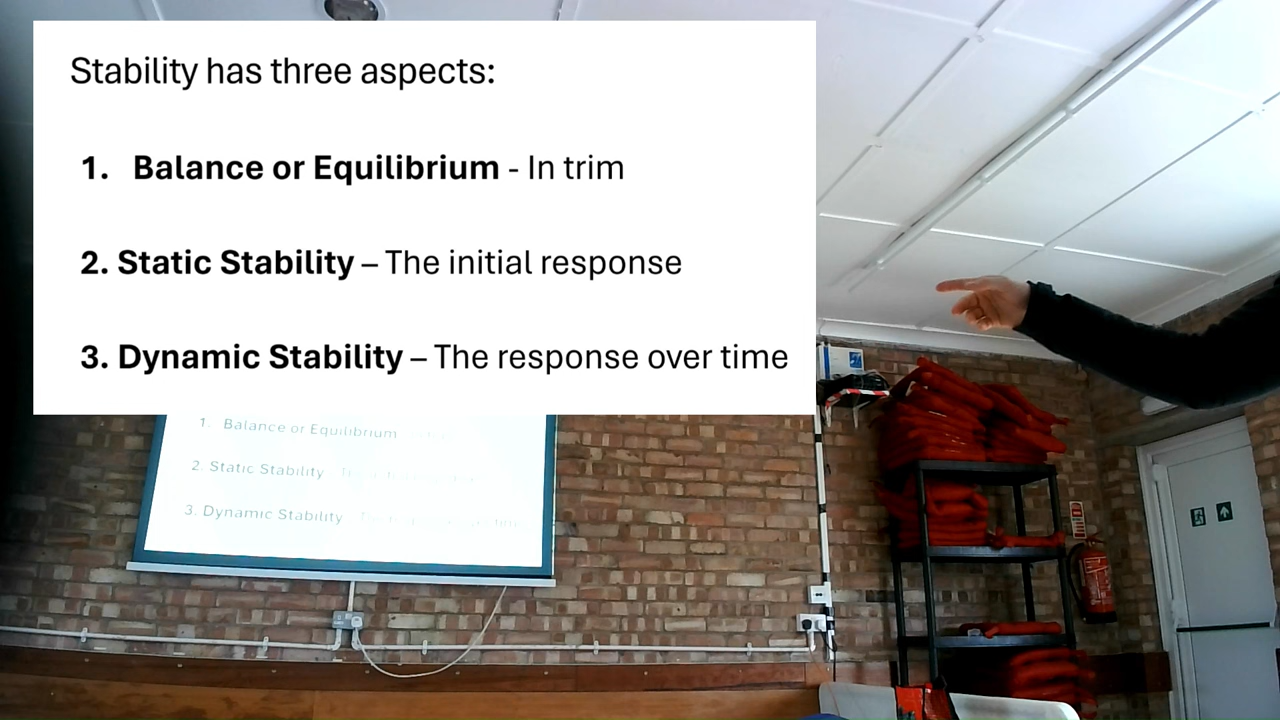 Stability has three aspects:
1. Balance or Equilibrium - In trim
2. Static Stability – The initial response
3. Dynamic Stability – The response over time
1. Balance or Equilibrium
2. Static Stability
3. Dynamic Stability